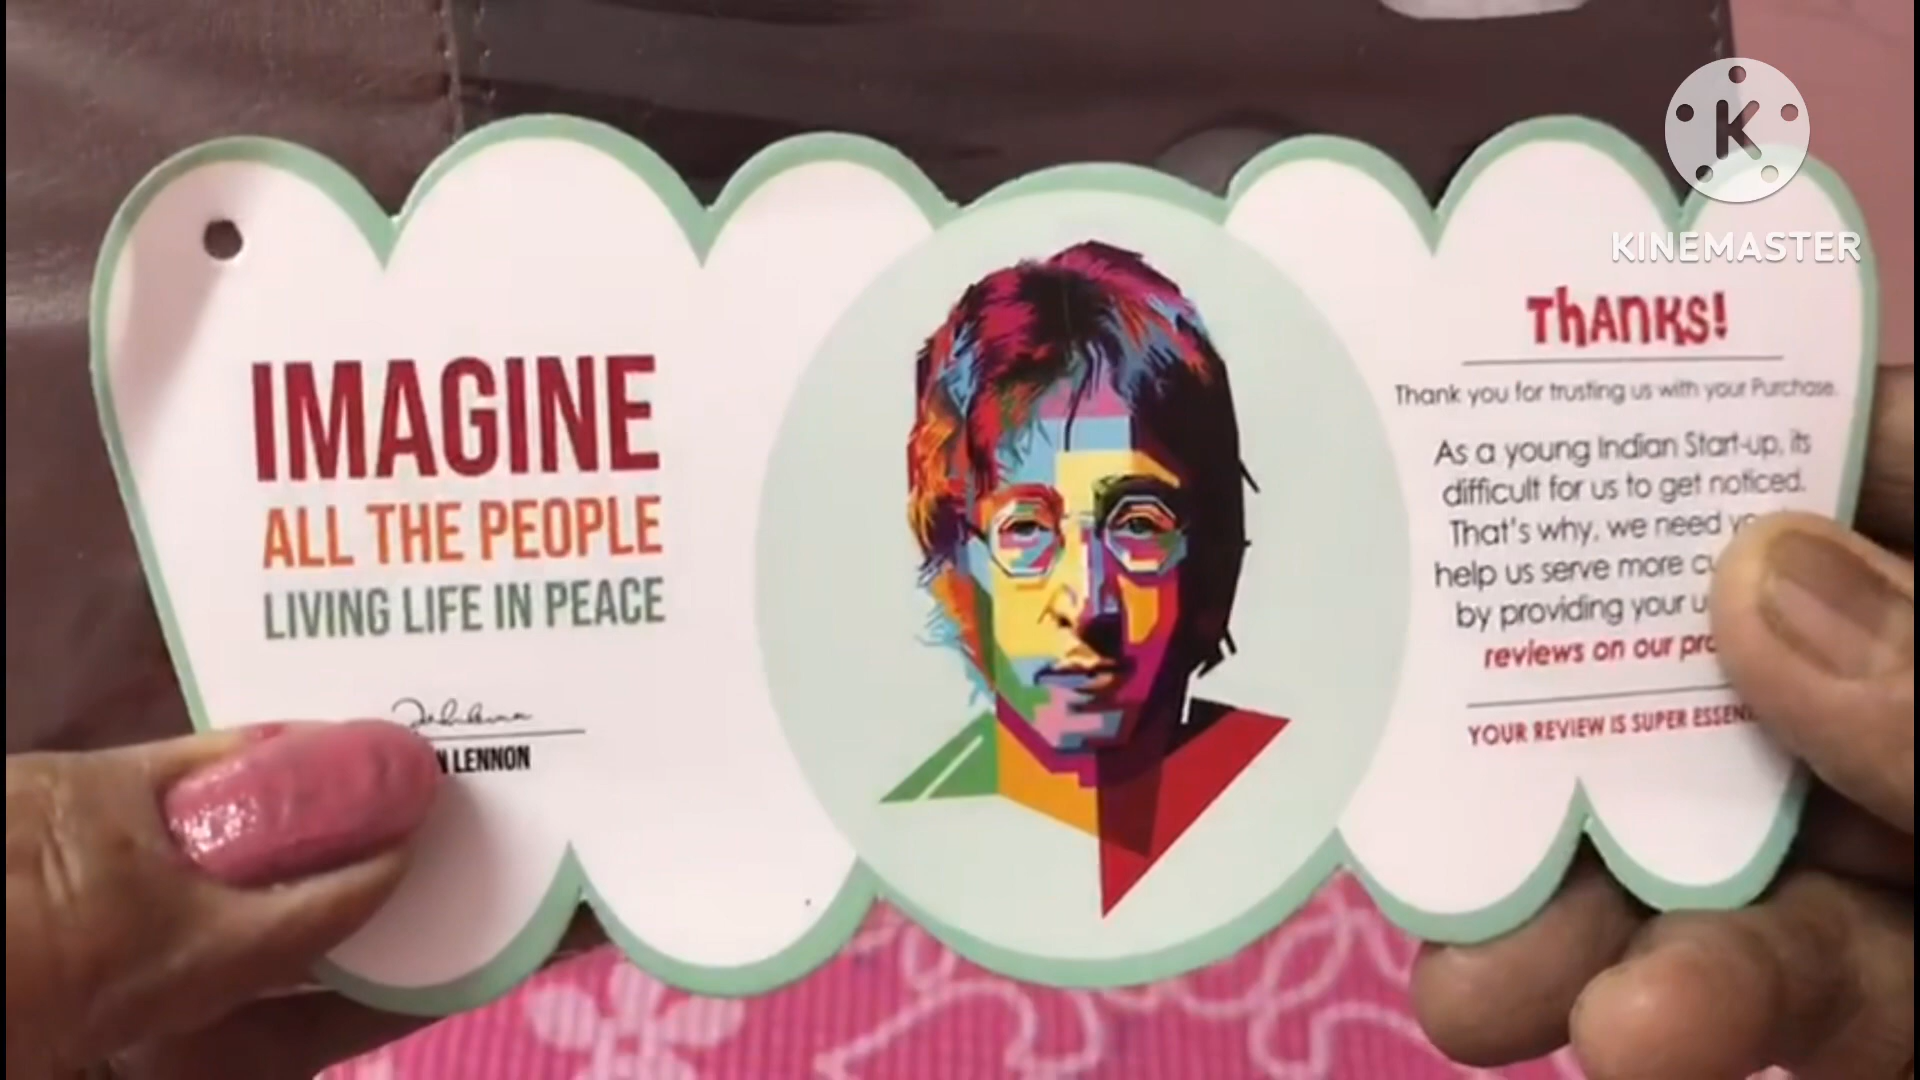 IMAGINE
ALL THE PEOPLE
LIVING LIFE IN PEACE
LENNON
THANKS!
Thank you for trusting us with your Purchase.
As a young Indian Start-up, its
difficult for us to get noticed.
That's why, we need
help us serve more
by providing your
reviews on our
YOUR REVIEW IS SUPER
K
KINEMASTER